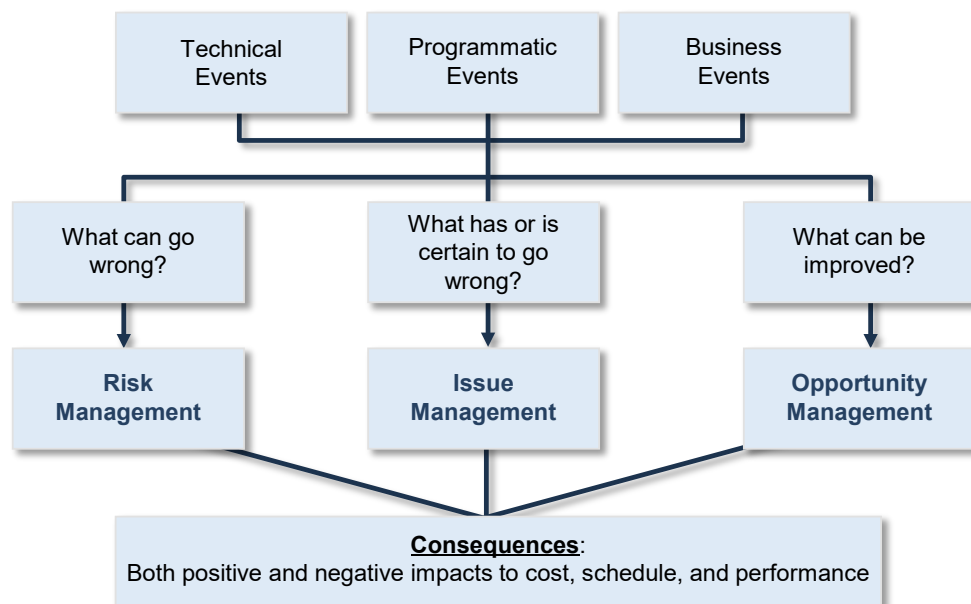 Technical
Events
Programmatic
Events
Business
Events
What can go
wrong?
What has or is
certain to go
wrong?
What can be
improved?
Risk
Management
Issue
Management
Opportunity
Management
Consequences:
Both positive and negative impacts to cost, schedule, and performance